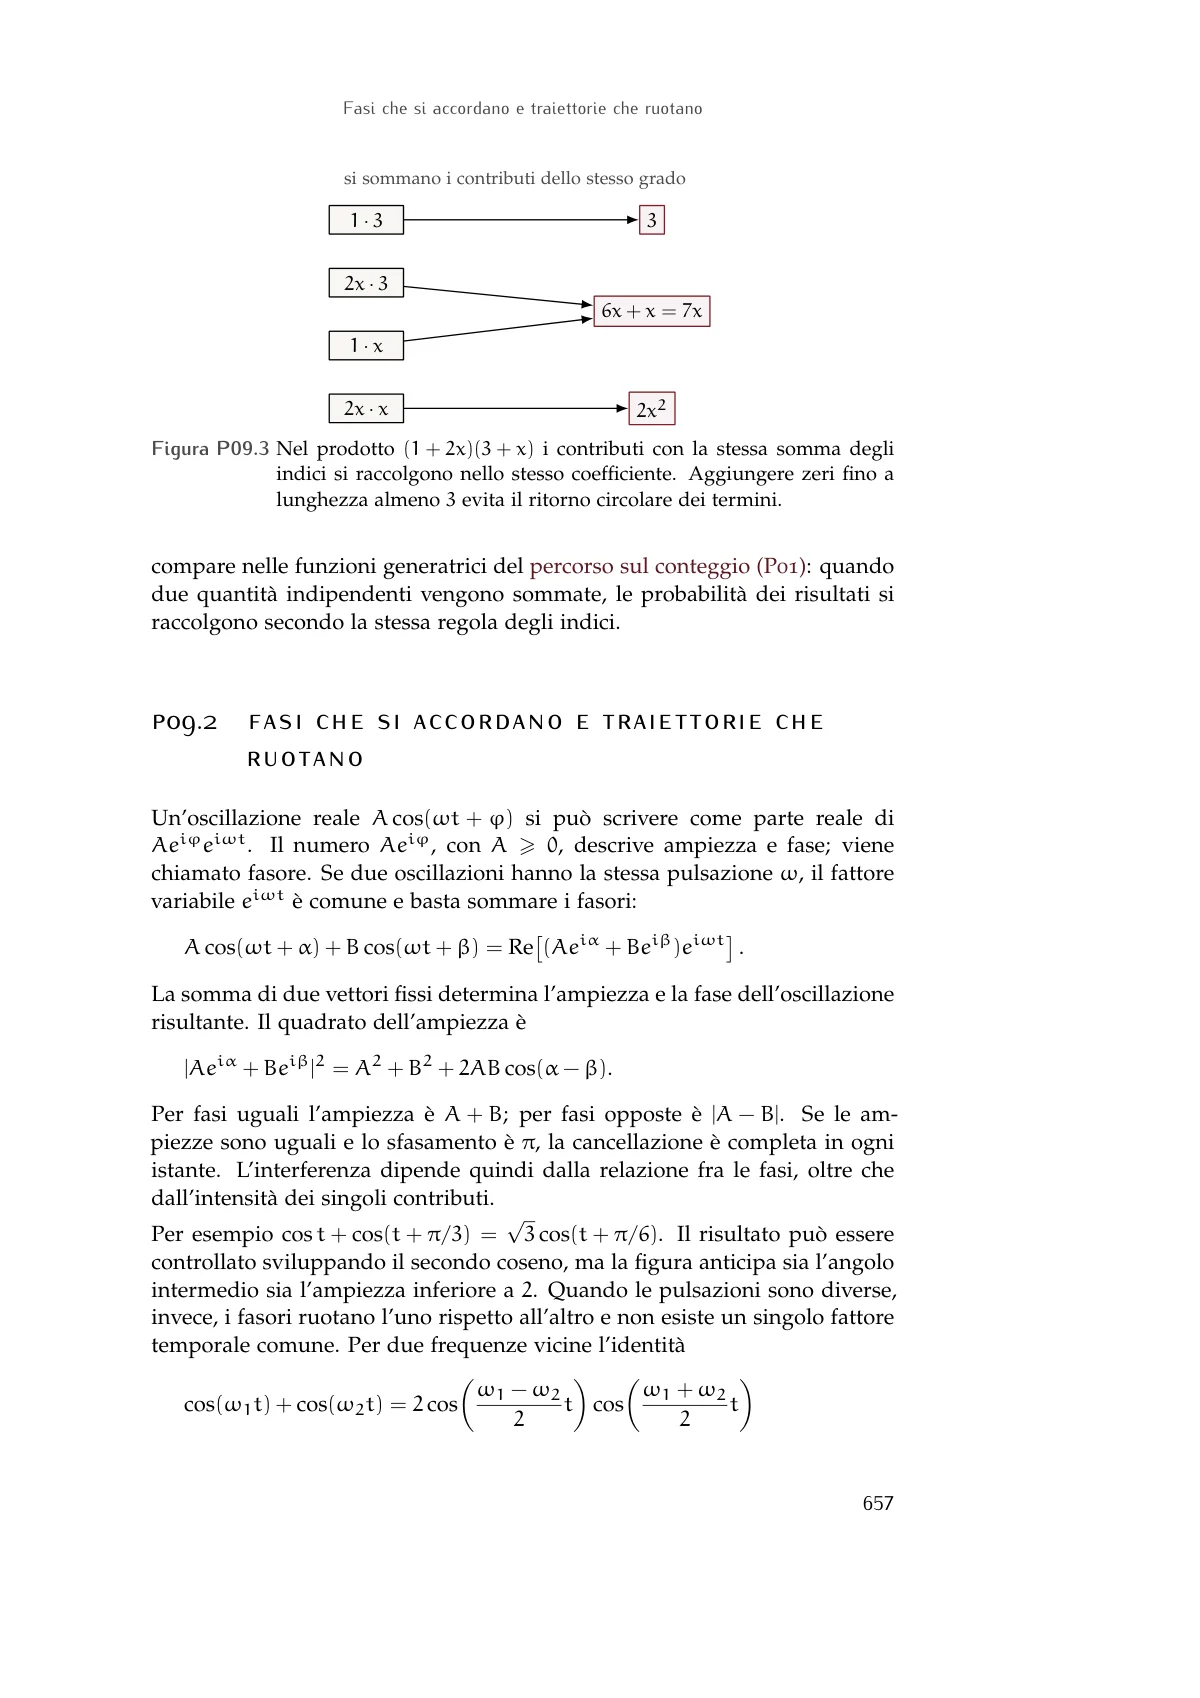 Fasi che si accordano e traiettorie che ruotano
si sommano i contributi dello stesso grado
1 · 3
3
2x · 3
6x + x = 7x
1 · x
2x · x
2x²
Figura P09.3 Nel prodotto (1 + 2x)(3 + x) i contributi con la stessa somma degli
indici si raccolgono nello stesso coefficiente. Aggiungere zeri fino a
lunghezza almeno 3 evita il ritorno circolare dei termini.
compare nelle funzioni generatrici del percorso sul conteggio (P01): quando
due quantità indipendenti vengono sommate, le probabilità dei risultati si
raccolgono secondo la stessa regola degli indici.
P09.2 FASI CHE SI ACCORDANO E TRAIETTORIE CHE
RUOTANO
Un'oscillazione reale A cos(ωt + φ) si può scrivere come parte reale di
Ae^{iφ}e^{iωt}. Il numero Ae^{iφ}, con A ⩾ 0, descrive ampiezza e fase; viene
chiamato fasore. Se due oscillazioni hanno la stessa pulsazione ω, il fattore
variabile e^{iωt} è comune e basta sommare i fasori:
A cos(ωt + α) + B cos(ωt + β) = Re[(Ae^{iα} + Be^{iβ})e^{iωt}] .
La somma di due vettori fissi determina l'ampiezza e la fase dell'oscillazione
risultante. Il quadrato dell'ampiezza è
|Ae^{iα} + Be^{iβ}|² = A² + B² + 2AB cos(α − β).
Per fasi uguali l'ampiezza è A + B; per fasi opposte è |A − B|. Se le am-
piezze sono uguali e lo sfasamento è π, la cancellazione è completa in ogni
istante. L'interferenza dipende quindi dalla relazione fra le fasi, oltre che
dall'intensità dei singoli contributi.
Per esempio cos t + cos(t + π/3) = √3 cos(t + π/6). Il risultato può essere
controllato sviluppando il secondo coseno, ma la figura anticipa sia l'angolo
intermedio sia l'ampiezza inferiore a 2. Quando le pulsazioni sono diverse,
invece, i fasori ruotano l'uno rispetto all'altro e non esiste un singolo fattore
temporale comune. Per due frequenze vicine l'identità
cos(ω₁t) + cos(ω₂t) = 2 cos((ω₁ − ω₂)/2 t) cos((ω₁ + ω₂)/2 t)
657